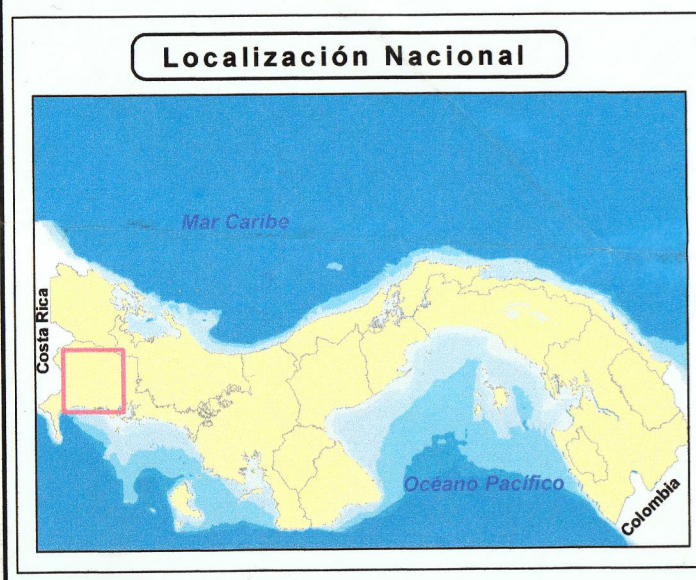 Localización Nacional
Mar Caribe
Costa Rica
Océano Pacífico
Colombia